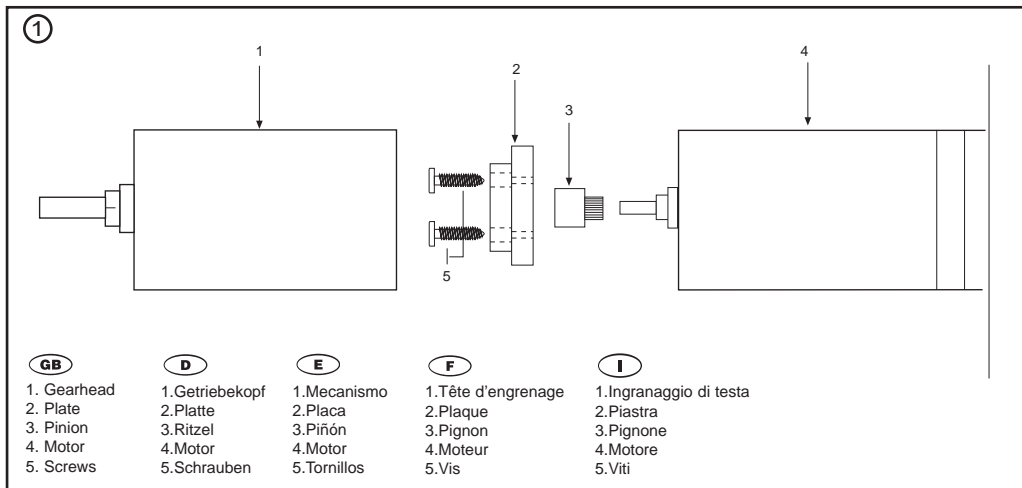 1
1
2
3
4
5
GB
1. Gearhead
2. Plate
3. Pinion
4. Motor
5. Screws
D
1.Getriebekopf
2.Platte
3.Ritzel
4.Motor
5.Schrauben
E
1.Mecanismo
2.Placa
3.Piñón
4.Motor
5.Tornillos
F
1.Tête d'engrenage
2.Plaque
3.Pignon
4.Moteur
5.Vis
I
1.Ingranaggio di testa
2.Piastra
3.Pignone
4.Motore
5.Viti